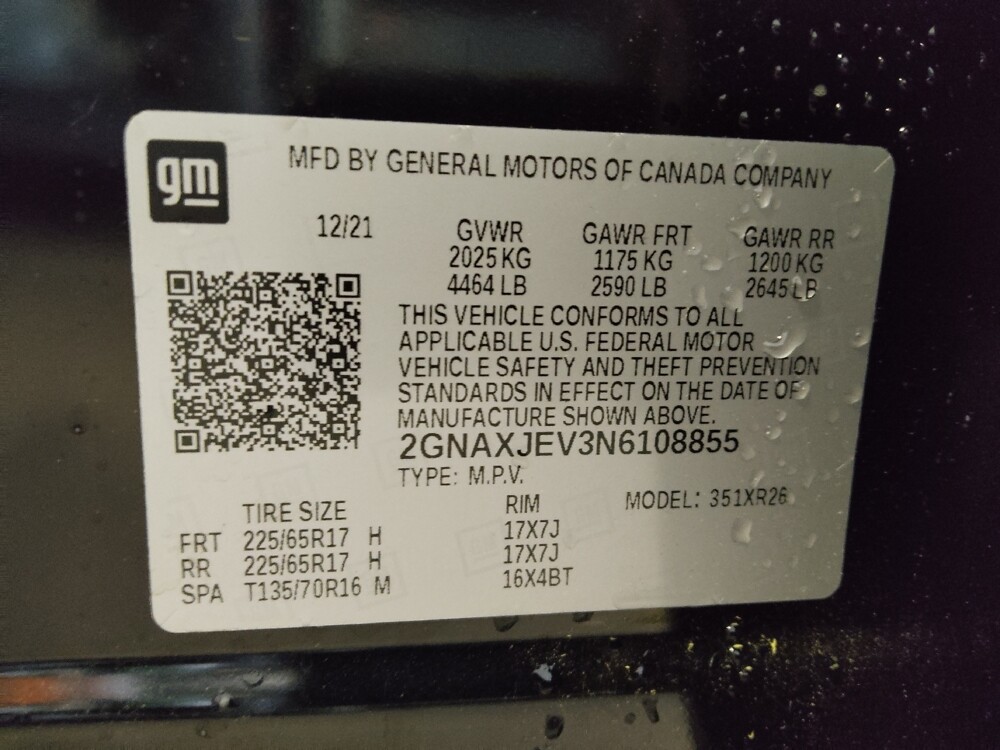 gm
MFD BY GENERAL MOTORS OF CANADA COMPANY
12/21 GVWR GAWR FRT GAWR RR
2025 KG 1175 KG 1200 KG
4464 LB 2590 LB 2645 LB
THIS VEHICLE CONFORMS TO ALL
APPLICABLE U.S. FEDERAL MOTOR
VEHICLE SAFETY AND THEFT PREVENTION
STANDARDS IN EFFECT ON THE DATE OF
MANUFACTURE SHOWN ABOVE.
2GNAXJEV3N6108855
TYPE: M.P.V.
TIRE SIZE RIM MODEL: 351XR26
FRT 225/65R17 H 17X7J
RR 225/65R17 H 17X7J
SPA T135/70R16 M 16X4BT